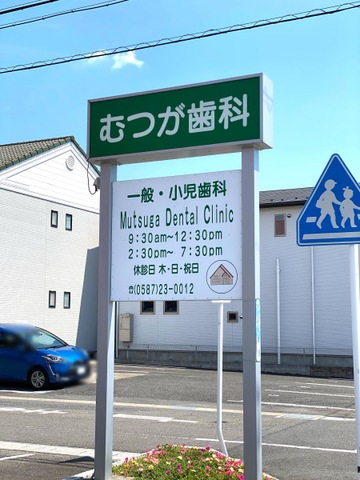 むつが歯科
一般・小児歯科
Mutsuga Dental Clinic
9:30am~12:30pm
2:30pm~ 7:30pm
休診日 木・日・祝日
☎(0587)23-0012